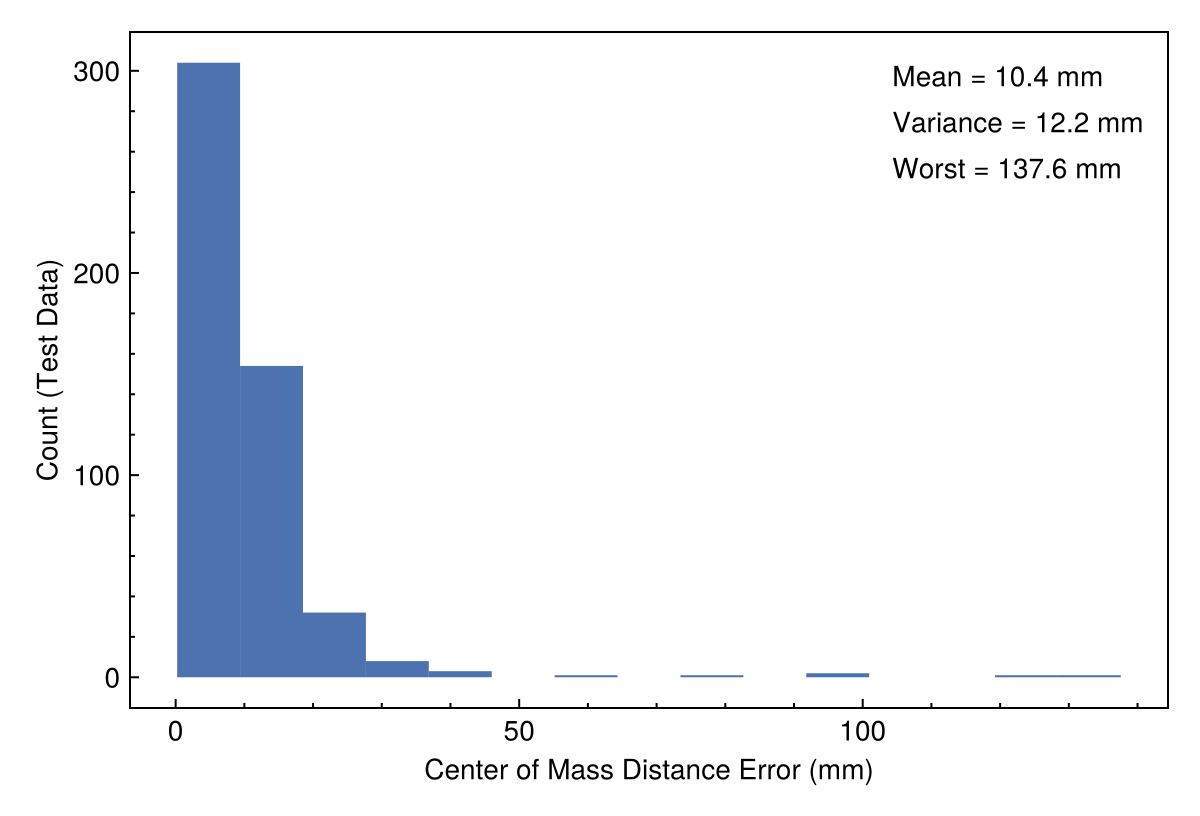 Mean = 10.4 mm
Variance = 12.2 mm
Worst = 137.6 mm
300
200
100
0
Count (Test Data)
0 50 100
Center of Mass Distance Error (mm)